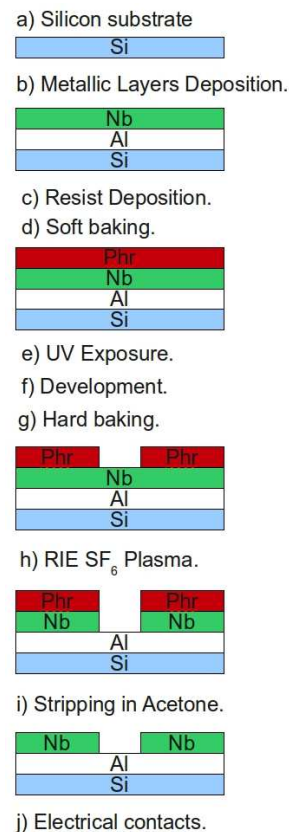 a) Silicon substrate
Si
b) Metallic Layers Deposition.
Nb
Al
Si
c) Resist Deposition.
d) Soft baking.
Phr
Nb
Al
Si
e) UV Exposure.
f) Development.
g) Hard baking.
Phr Phr
Nb
Al
Si
h) RIE SF₆ Plasma.
Phr Phr
Nb Nb
Al
Si
i) Stripping in Acetone.
Nb Nb
Al
Si
j) Electrical contacts.